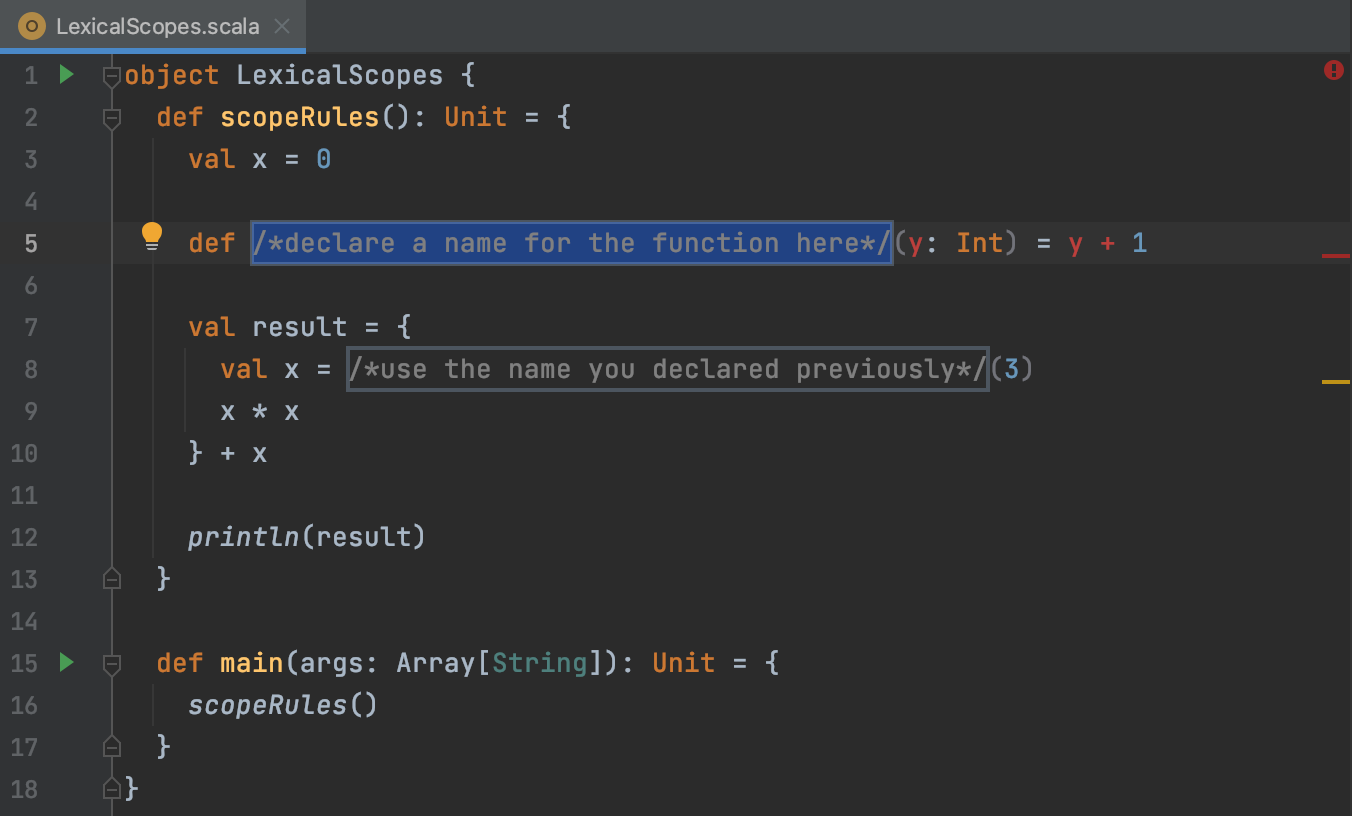 LexicalScopes.scala
1 object LexicalScopes {
2   def scopeRules(): Unit = {
3     val x = 0
4
5     def /*declare a name for the function here*/(y: Int) = y + 1
6
7     val result = {
8       val x = /*use the name you declared previously*/(3)
9       x * x
10     } + x
11
12     println(result)
13   }
14
15   def main(args: Array[String]): Unit = {
16     scopeRules()
17   }
18 }